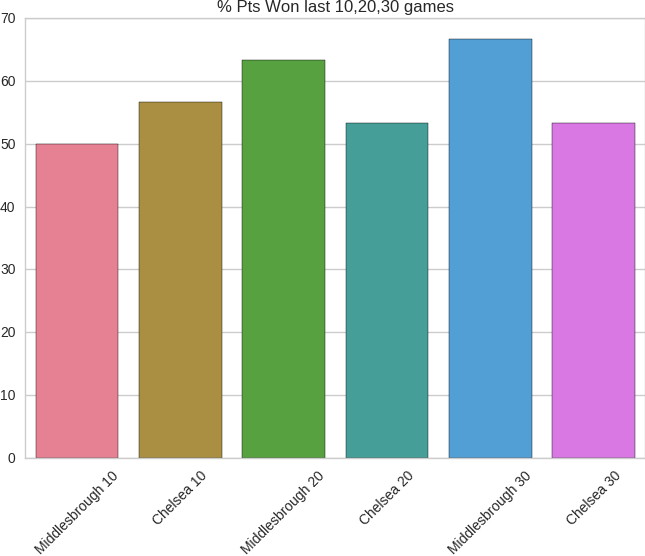 % Pts Won last 10,20,30 games
70
60
50
40
30
20
10
0
Middlesbrough 10
Chelsea 10
Middlesbrough 20
Chelsea 20
Middlesbrough 30
Chelsea 30